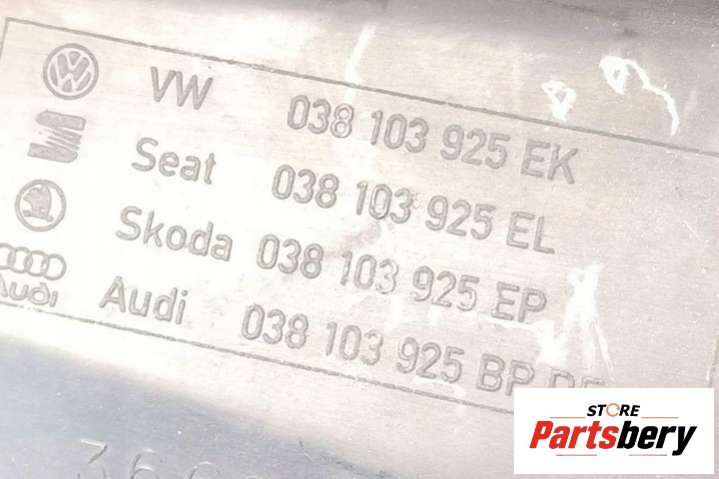 VW 038 103 925 EK
Seat 038 103 925 EL
Skoda 038 103 925 EP
Audi Audi 038 103 925 BP
STORE
Partsbery